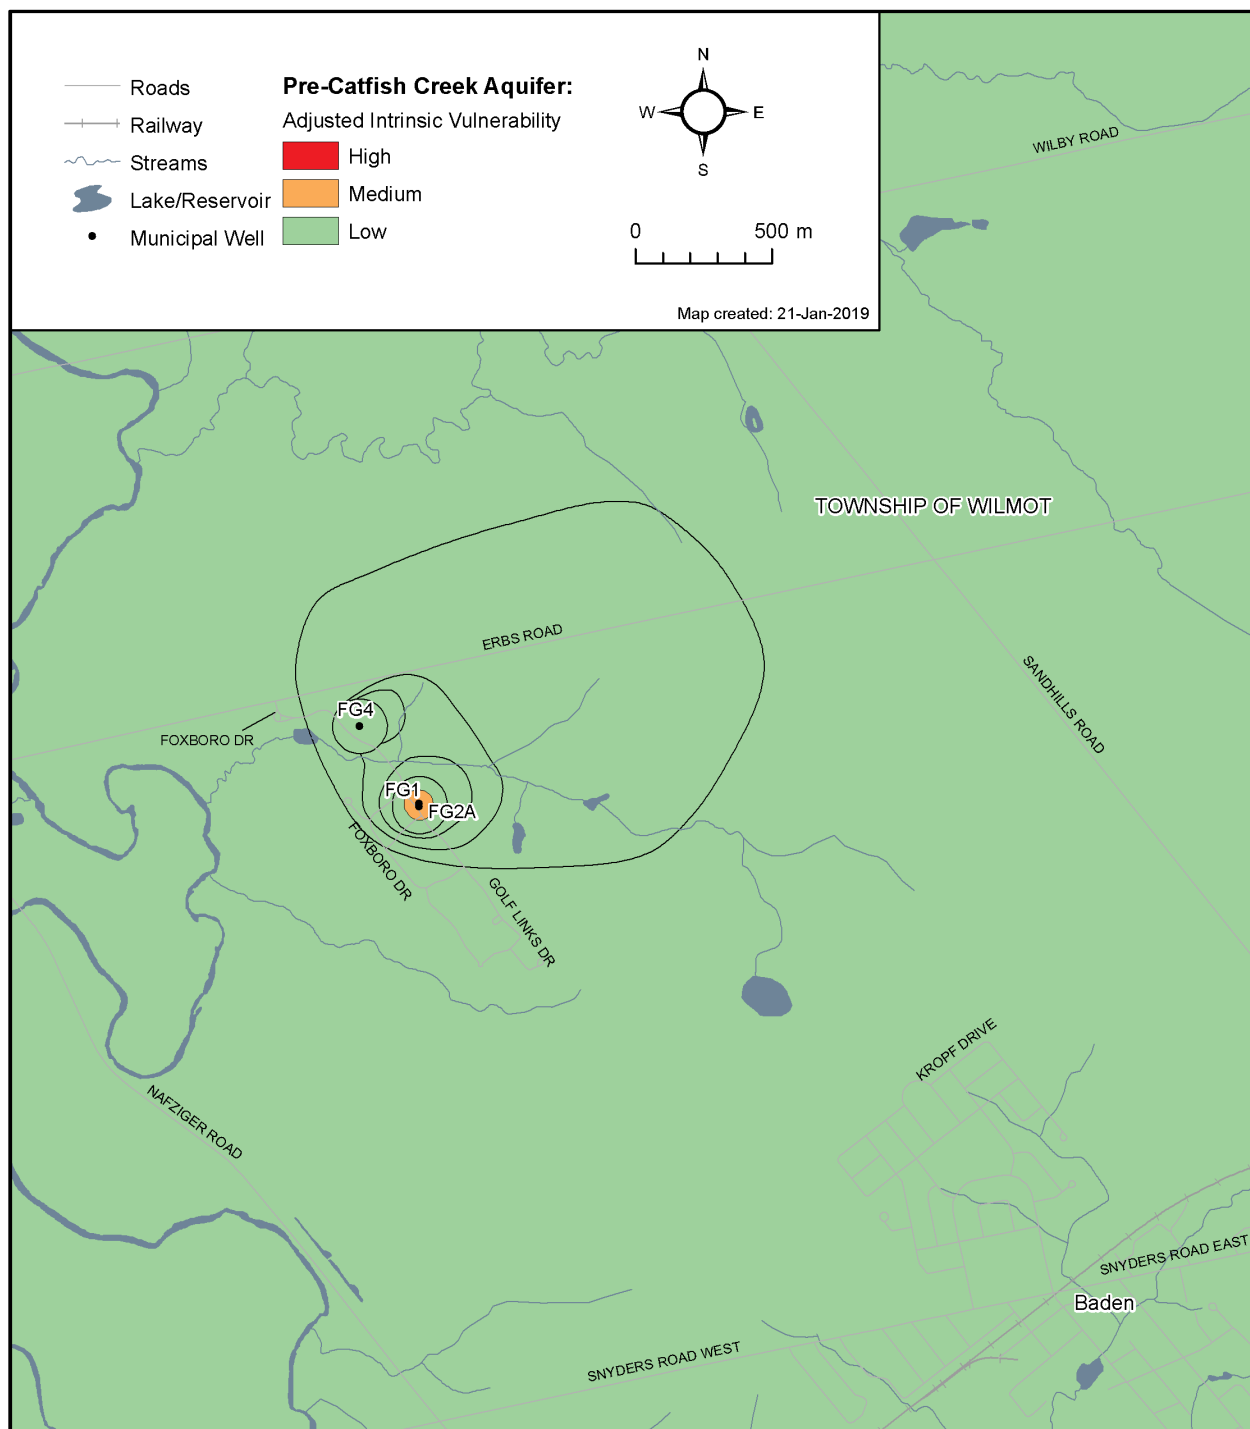 Roads
Railway
Streams
Lake/Reservoir
Municipal Well
Pre-Catfish Creek Aquifer:
Adjusted Intrinsic Vulnerability
High
Medium
Low
N
W
E
S
0
500 m
Map created: 21-Jan-2019
WILBY ROAD
TOWNSHIP OF WILMOT
ERBS ROAD
SANDHILLS ROAD
FG4
FOXBORO DR
FG1
FG2A
FOXBORO DR
GOLF LINKS DR
KROPF DRIVE
NAFZIGER ROAD
SNYDERS ROAD EAST
Baden
SNYDERS ROAD WEST